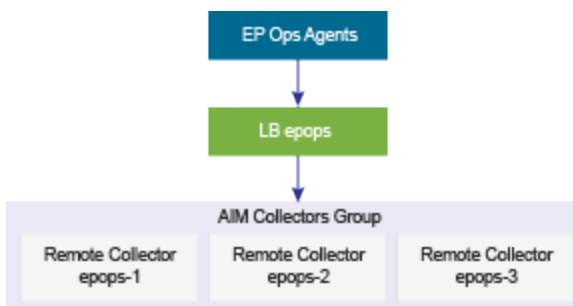 EP Ops Agents
LB epops
AIM Collectors Group
Remote Collector
epops-1
Remote Collector
epops-2
Remote Collector
epops-3